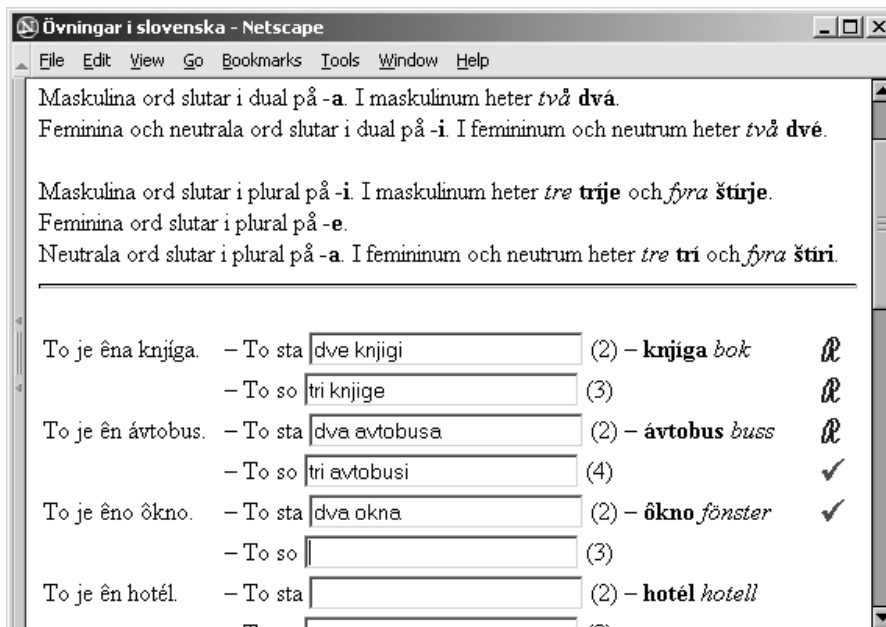 Övningar i slovenska - Netscape
File Edit View Go Bookmarks Tools Window Help
Maskulina ord slutar i dual på -a. I maskulinum heter två dvá.
Feminina och neutrala ord slutar i dual på -i. I femininum och neutrum heter två dvé.
Maskulina ord slutar i plural på -i. I maskulinum heter tre tríje och fyra štírje.
Feminina ord slutar i plural på -e.
Neutrala ord slutar i plural på -a. I femininum och neutrum heter tre trí och fyra štíri.
To je êna knjíga. – To sta dve knjigi (2) – knjíga bok R
– To so tri knjige (3) R
To je ên ávtobus. – To sta dva avtobusa (2) – ávtobus buss R
– To so tri avtobusi (4) ✓
To je êno ôkno. – To sta dva okna (2) – ôkno fönster ✓
– To so (3)
To je ên hotél. – To sta (2) – hotél hotell